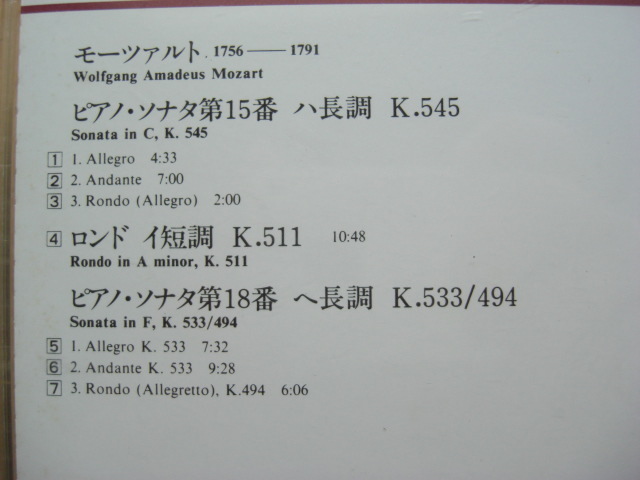 モーツァルト 1756 —— 1791
Wolfgang Amadeus Mozart
ピアノ・ソナタ第15番 ハ長調 K.545
Sonata in C, K. 545
1 1. Allegro 4:33
2 2. Andante 7:00
3 3. Rondo (Allegro) 2:00
4 ロンド イ短調 K.511 10:48
Rondo in A minor, K. 511
ピアノ・ソナタ第18番 ヘ長調 K.533/494
Sonata in F, K. 533/494
5 1. Allegro K. 533 7:32
6 2. Andante K. 533 9:28
7 3. Rondo (Allegretto), K.494 6:06